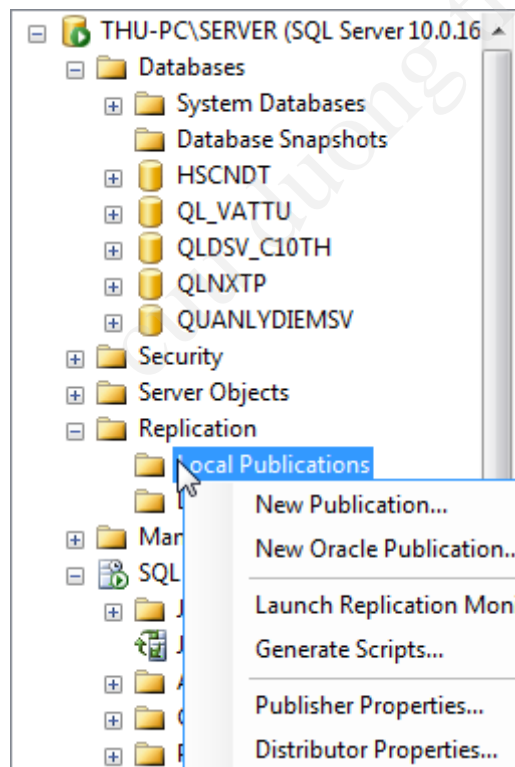 THU-PC\SERVER (SQL Server 10.0.16
Databases
System Databases
Database Snapshots
HSCNDT
QL_VATTU
QLDSV_C10TH
QLNXTP
QUANLYDIEMSV
Security
Server Objects
Replication
Local Publications
New Publication...
New Oracle Publication..
Launch Replication Mon
Generate Scripts...
SQL
Publisher Properties...
Distributor Properties...